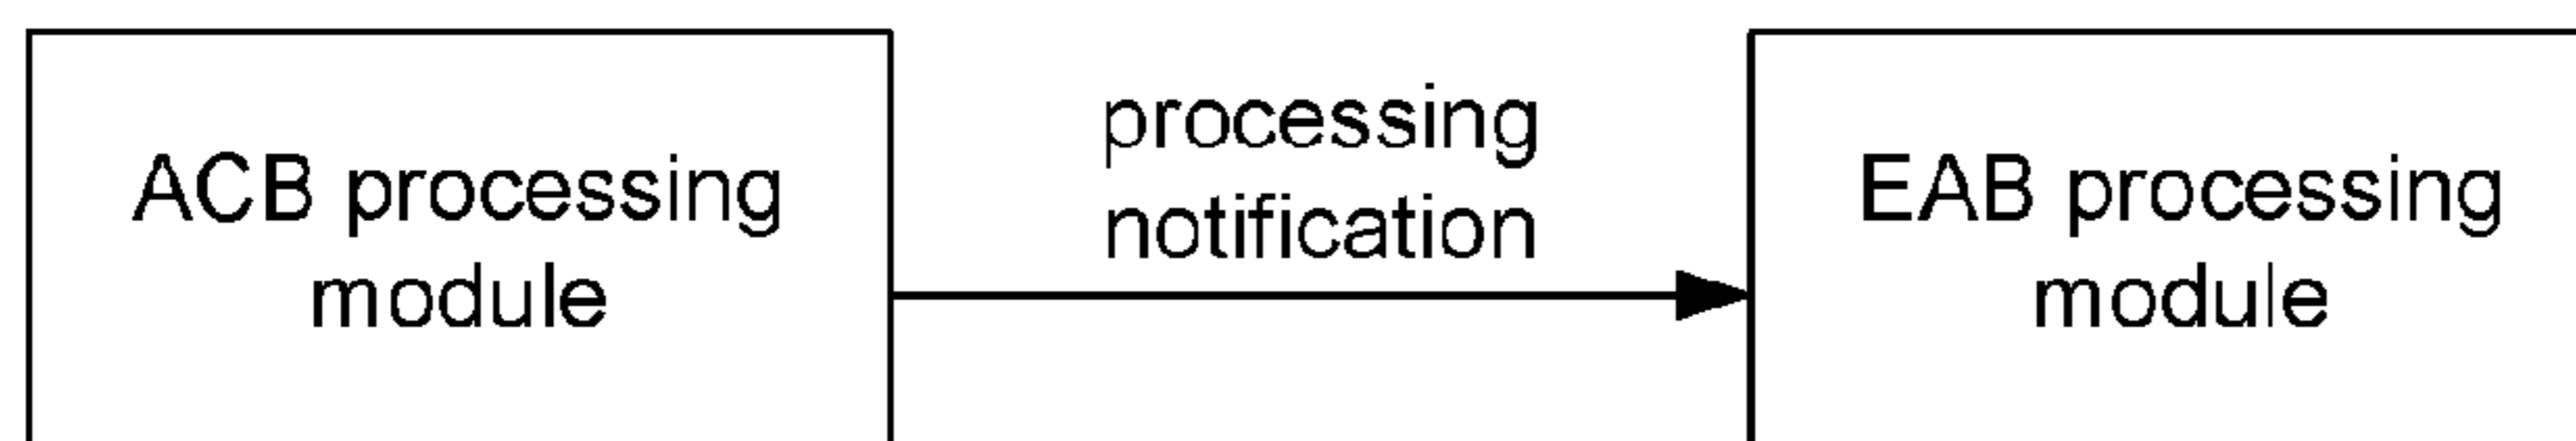 ACB processing
module
processing
notification
EAB processing
module